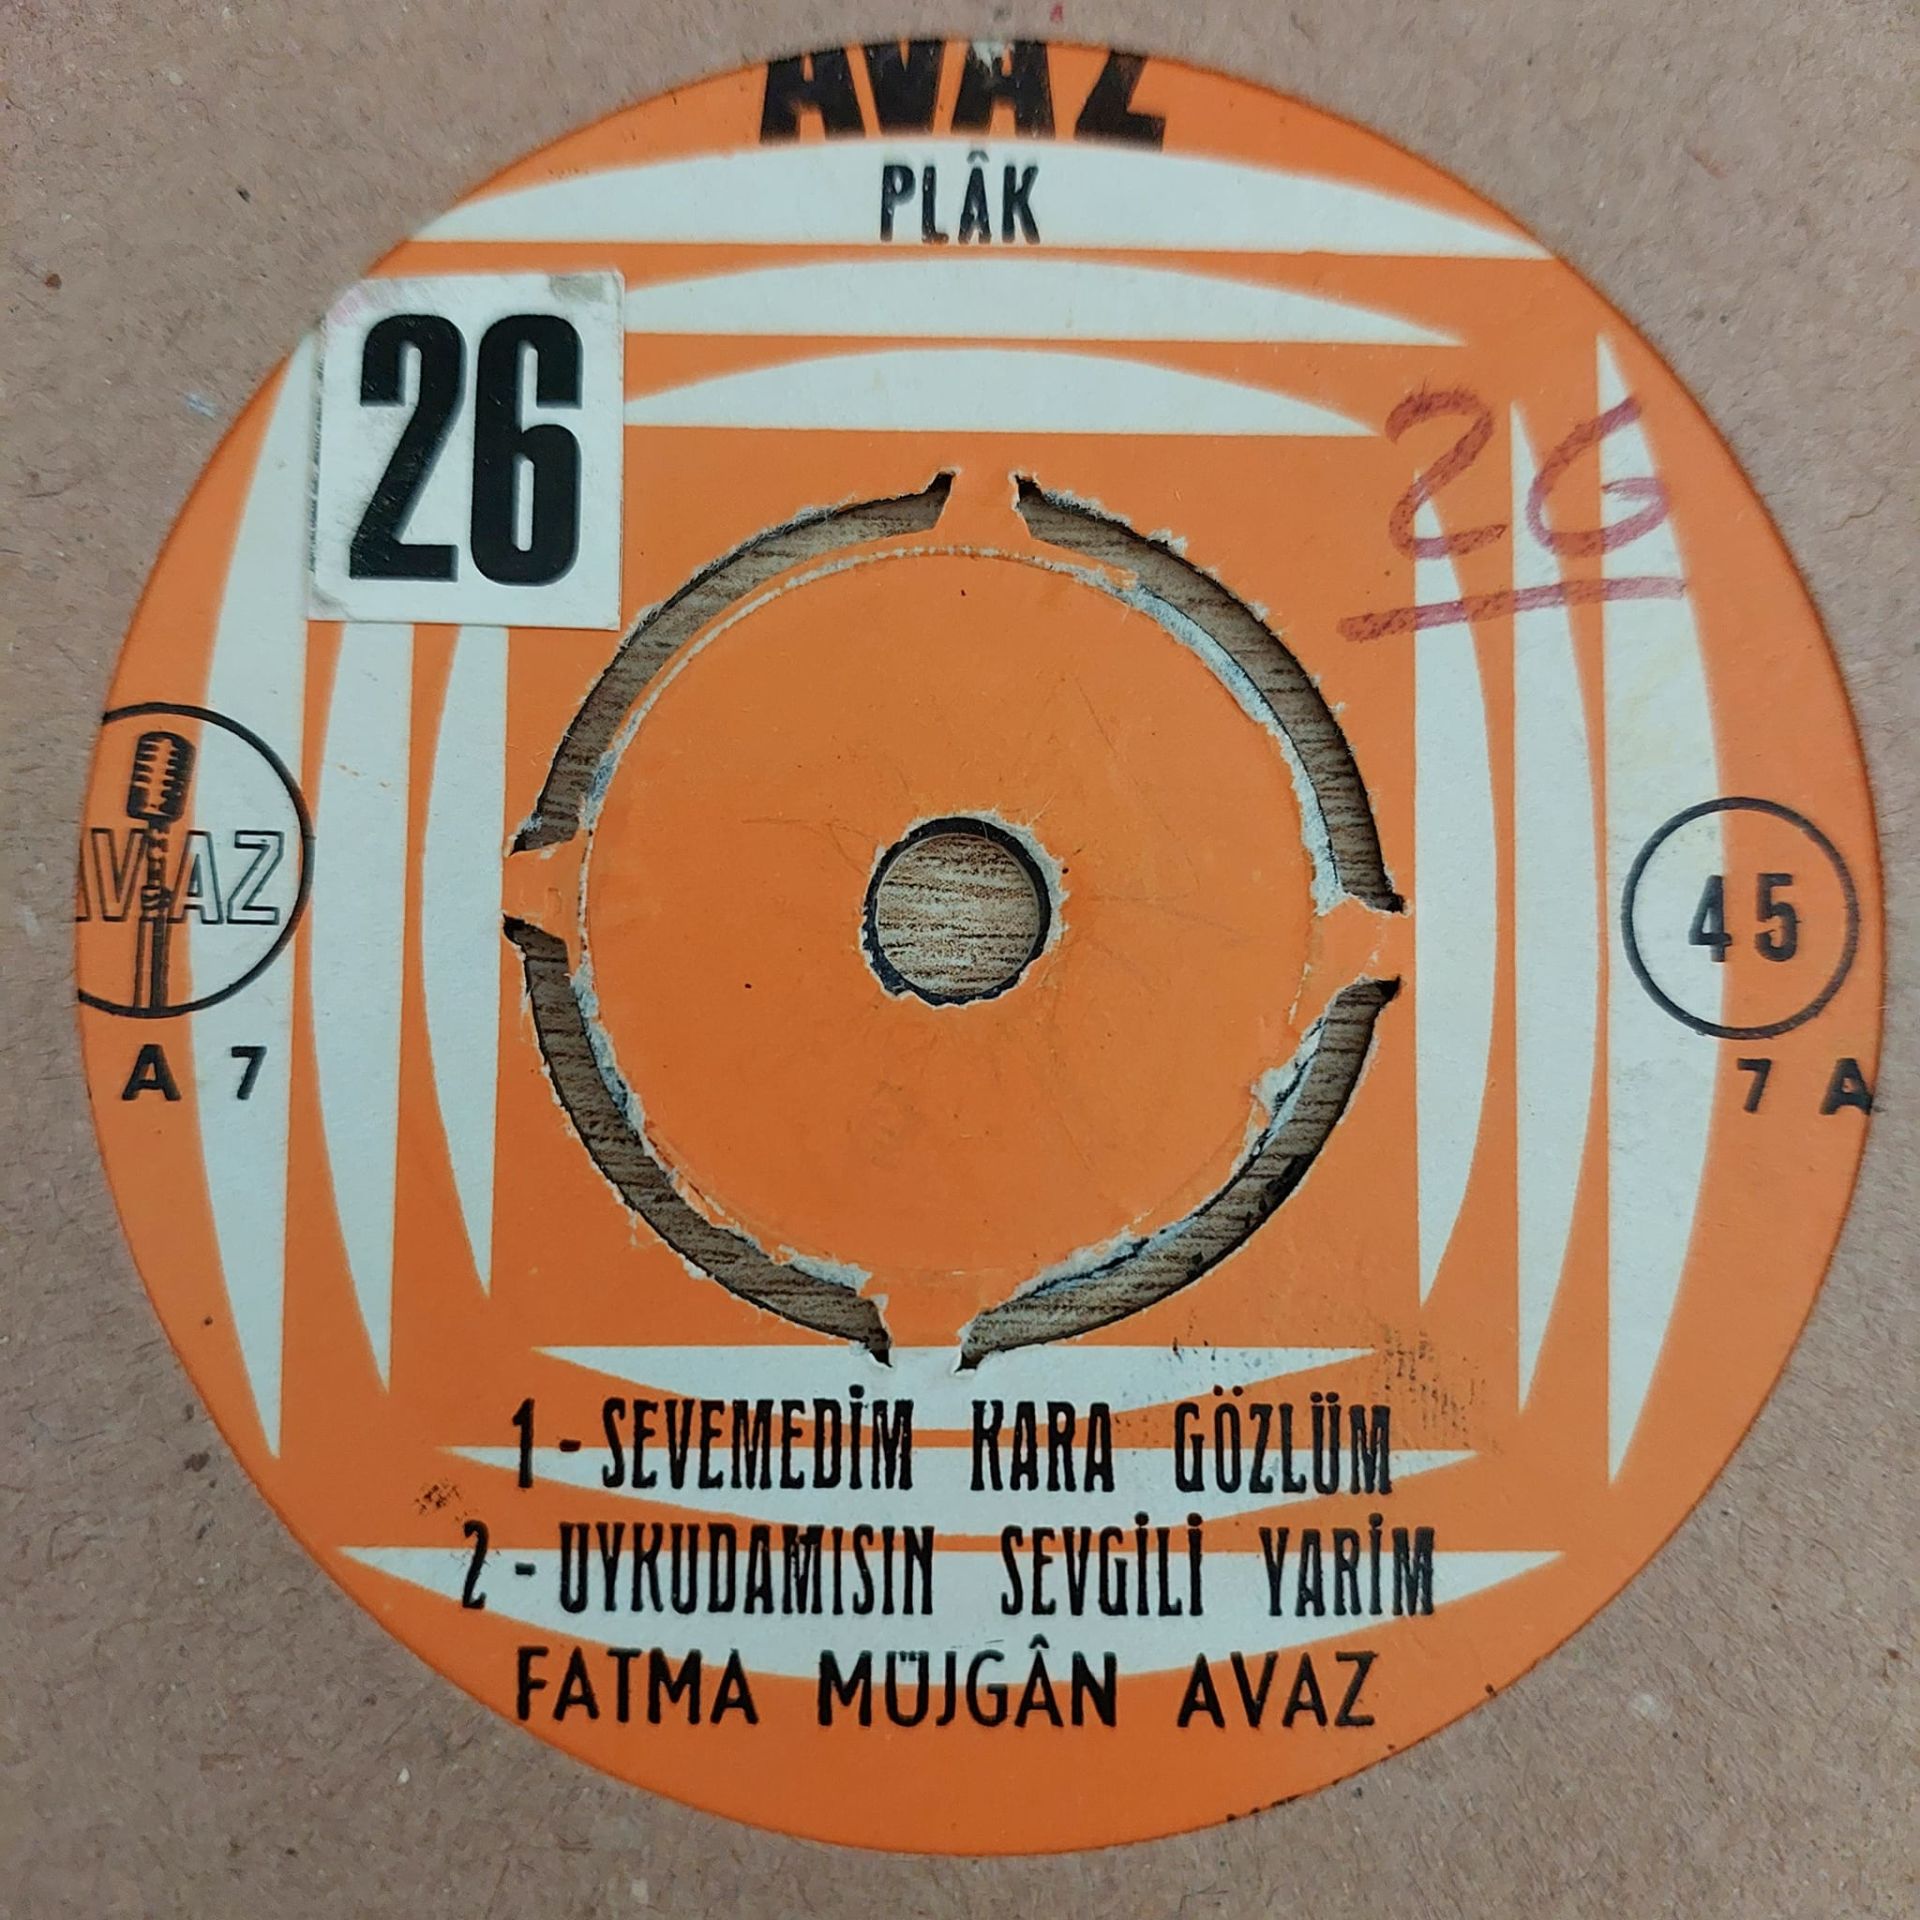 AVAZ
PLÂK
26
26
AVAZ
45
A 7
7 A
1 - SEVEMEDİM KARA GÖZLÜM
2 - UYKUDAMISIN SEVGİLİ YARİM
FATMA MÜJGÂN AVAZ